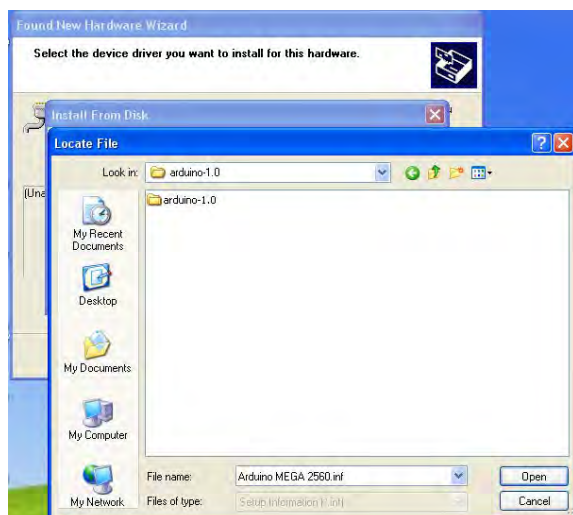 Found New Hardware Wizard
Select the device driver you want to install for this hardware.
Install From Disk
Locate File
Look in:
arduino-1.0
(Una
arduino-1.0
My Recent
Documents
Desktop
My Documents
My Computer
My Network
File name:
Arduino MEGA 2560.inf
Open
Files of type:
Setup Information (*.inf)
Cancel